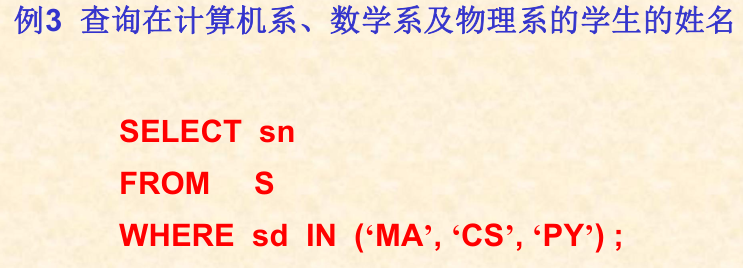 例3 查询在计算机系、数学系及物理系的学生的姓名
SELECT sn
FROM S
WHERE sd IN (‘MA’, ‘CS’, ‘PY’) ;